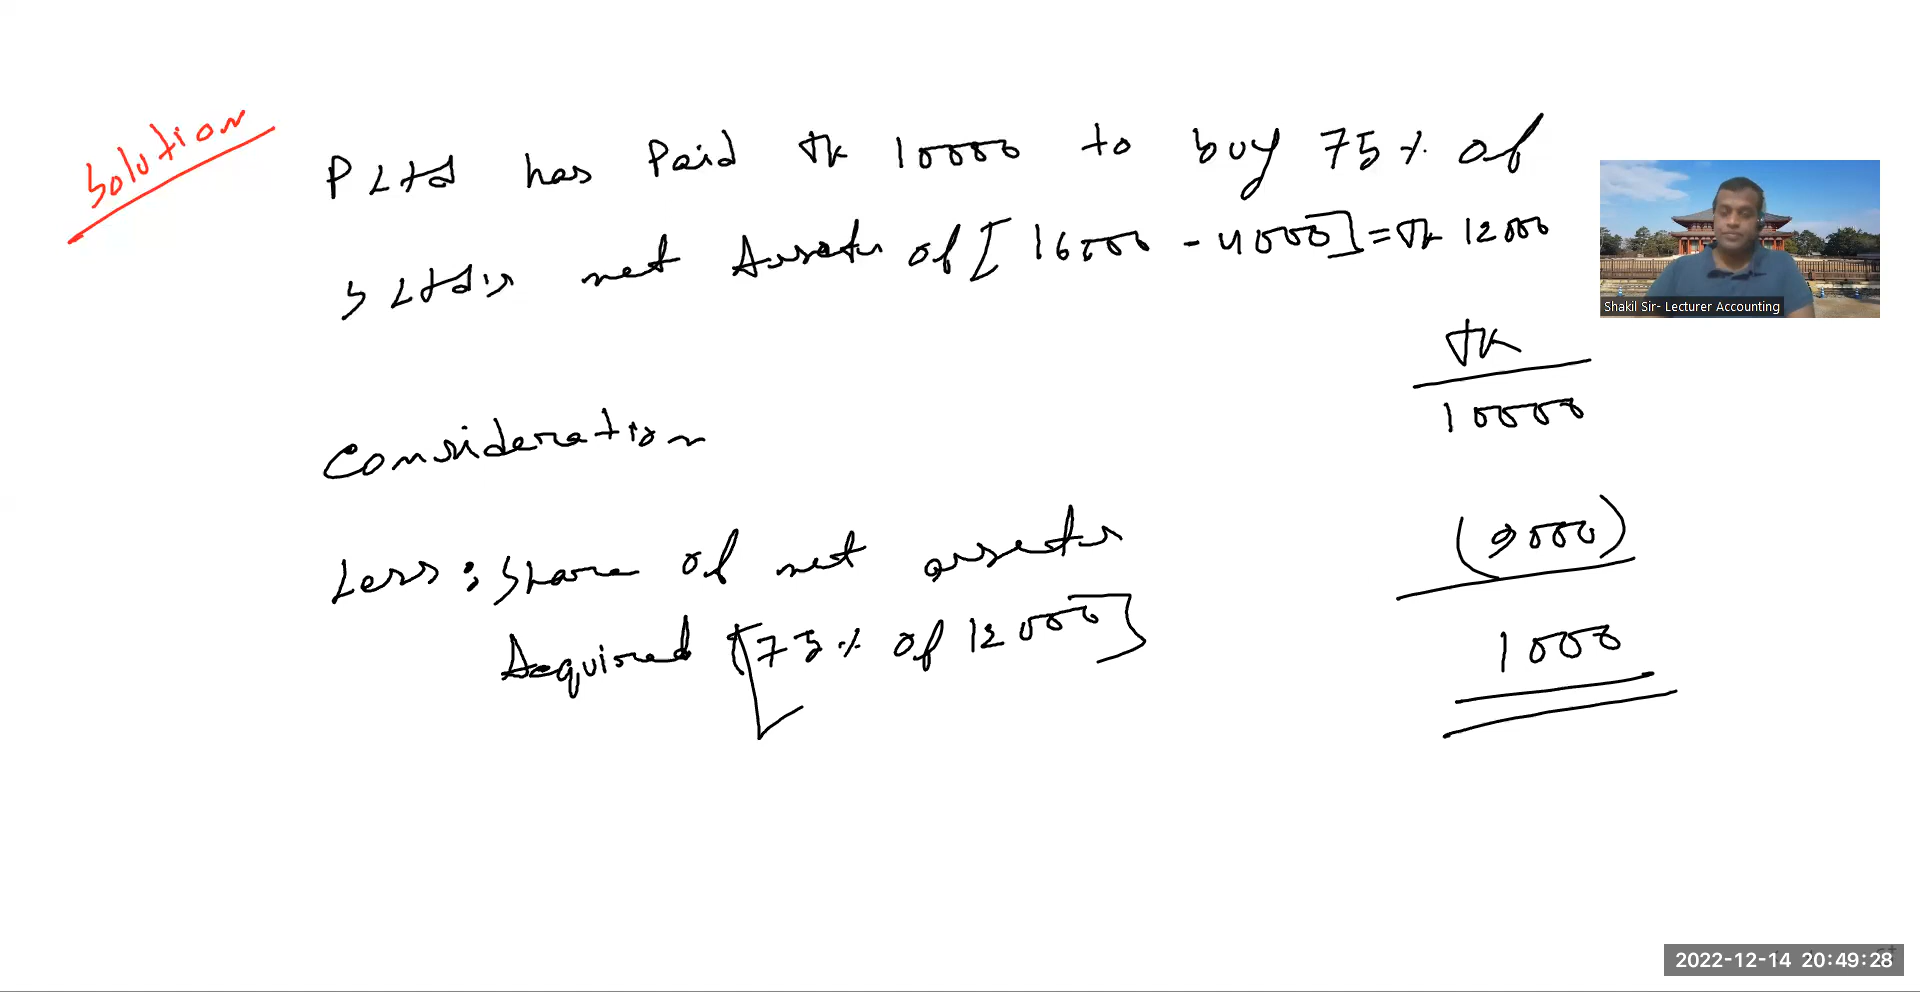 Solution
P Ltd has Paid Tk 10000 to buy 75% of
S Ltd's net Assets of [16000 - 4000] = Tk 12000
Tk
Consideration 10000
Less: Share of net assets (9000)
Acquired [75% of 12000]
1000
Shakil Sir- Lecturer Accounting
2022-12-14 20:49:28